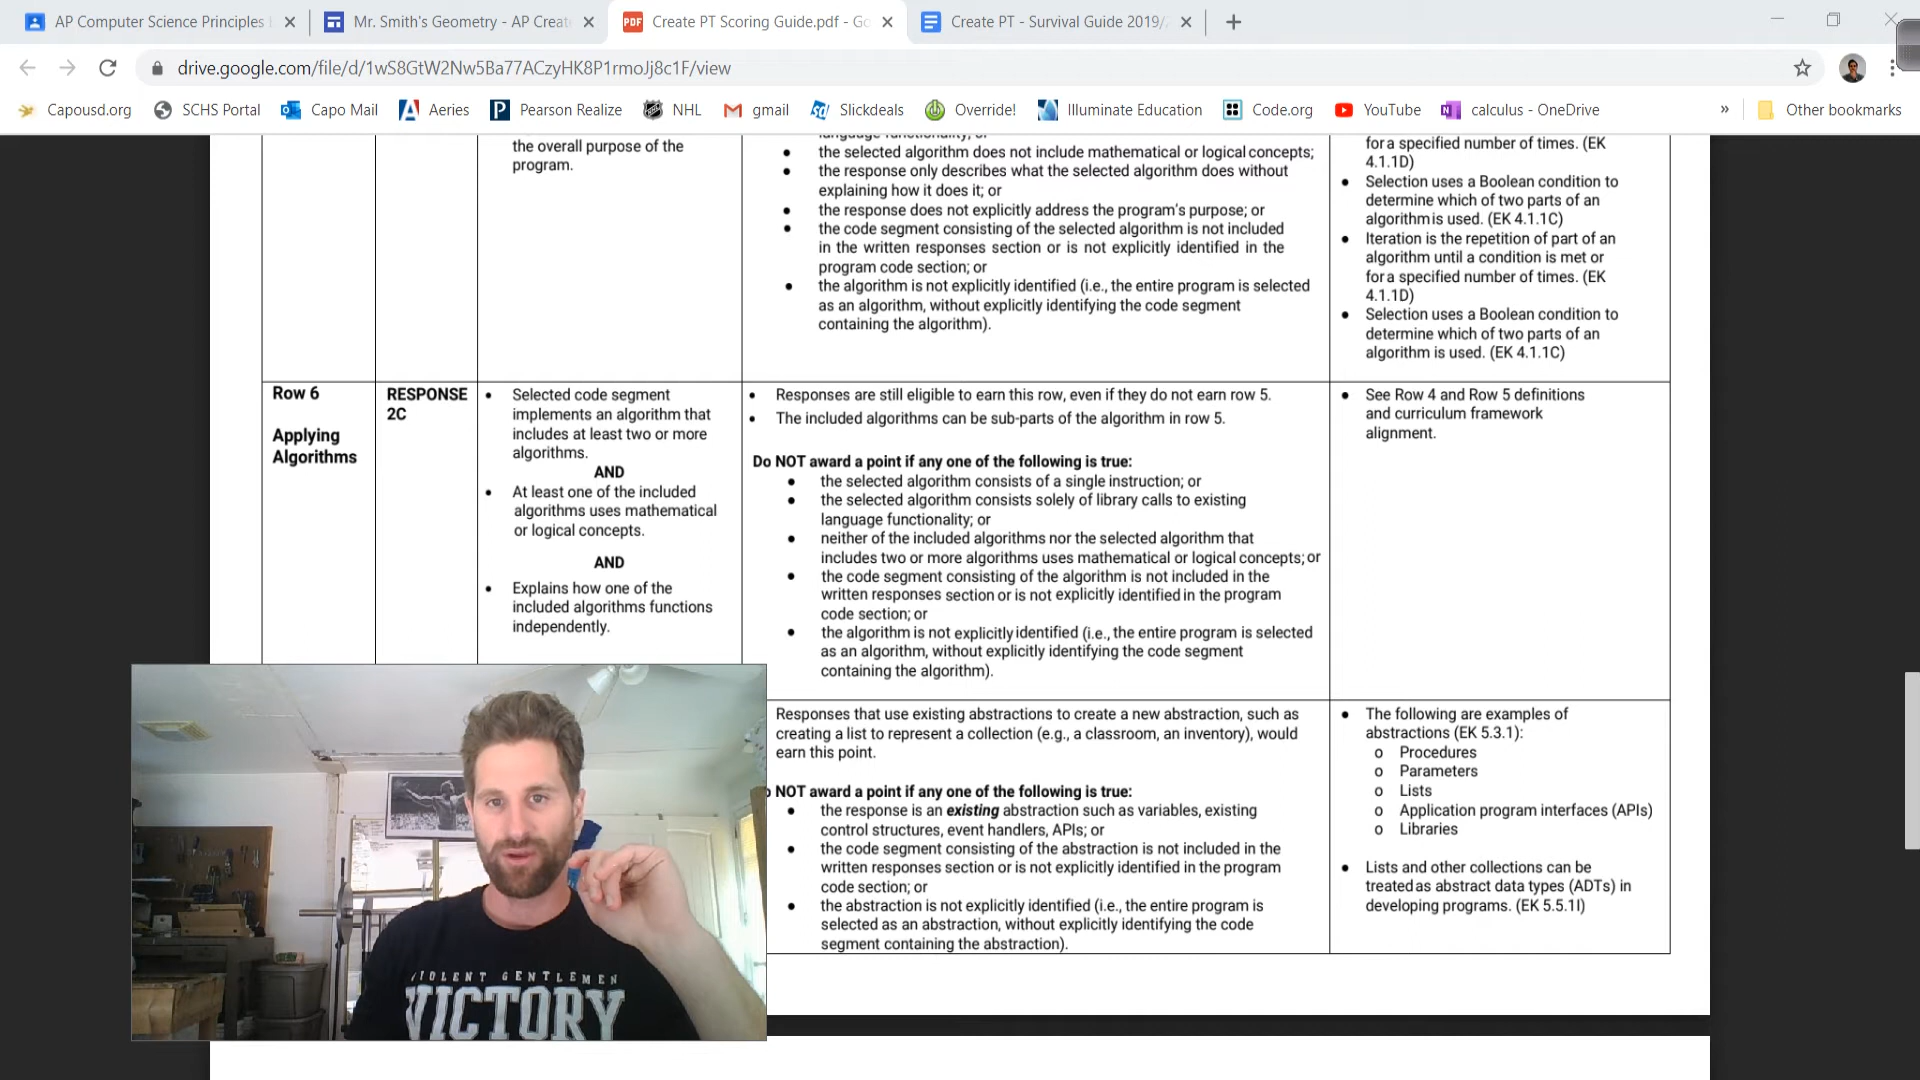 AP Computer Science Principles
Mr. Smith's Geometry - AP Creat
Create PT Scoring Guide.pdf - Go
Create PT - Survival Guide 2019/
drive.google.com/file/d/1wS8GtW2Nw5Ba77ACzyHK8P1rmoJj8c1F/view
Capousd.org
SCHS Portal
Capo Mail
Aeries
Pearson Realize
NHL
gmail
Slickdeals
Override!
Illuminate Education
Code.org
YouTube
calculus - OneDrive
»
Other bookmarks
the overall purpose of the
program.
language functionality; or
• the selected algorithm does not include mathematical or logical concepts;
• the response only describes what the selected algorithm does without
explaining how it does it; or
• the response does not explicitly address the program's purpose; or
• the code segment consisting of the selected algorithm is not included
in the written responses section or is not explicitly identified in the
program code section; or
• the algorithm is not explicitly identified (i.e., the entire program is selected
as an algorithm, without explicitly identifying the code segment
containing the algorithm).
for a specified number of times. (EK
4.1.1D)
• Selection uses a Boolean condition to
determine which of two parts of an
algorithm is used. (EK 4.1.1C)
• Iteration is the repetition of part of an
algorithm until a condition is met or
for a specified number of times. (EK
4.1.1D)
• Selection uses a Boolean condition to
determine which of two parts of an
algorithm is used. (EK 4.1.1C)
Row 6
Applying
Algorithms
RESPONSE
2C
• Selected code segment
implements an algorithm that
includes at least two or more
algorithms.
AND
• At least one of the included
algorithms uses mathematical
or logical concepts.
AND
• Explains how one of the
included algorithms functions
independently.
• Responses are still eligible to earn this row, even if they do not earn row 5.
• The included algorithms can be sub-parts of the algorithm in row 5.
Do NOT award a point if any one of the following is true:
• the selected algorithm consists of a single instruction; or
• the selected algorithm consists solely of library calls to existing
language functionality; or
• neither of the included algorithms nor the selected algorithm that
includes two or more algorithms uses mathematical or logical concepts; or
• the code segment consisting of the algorithm is not included in the
written responses section or is not explicitly identified in the program
code section; or
• the algorithm is not explicitly identified (i.e., the entire program is selected
as an algorithm, without explicitly identifying the code segment
containing the algorithm).
• See Row 4 and Row 5 definitions
and curriculum framework
alignment.
Responses that use existing abstractions to create a new abstraction, such as
creating a list to represent a collection (e.g., a classroom, an inventory), would
earn this point.
NOT award a point if any one of the following is true:
• the response is an existing abstraction such as variables, existing
control structures, event handlers, APIs; or
• the code segment consisting of the abstraction is not included in the
written responses section or is not explicitly identified in the program
code section; or
• the abstraction is not explicitly identified (i.e., the entire program is
selected as an abstraction, without explicitly identifying the code
segment containing the abstraction).
• The following are examples of
abstractions (EK 5.3.1):
o Procedures
o Parameters
o Lists
o Application program interfaces (APIs)
o Libraries
• Lists and other collections can be
treated as abstract data types (ADTs) in
developing programs. (EK 5.5.1I)
VIOLENT GENTLEMEN
VICTORY